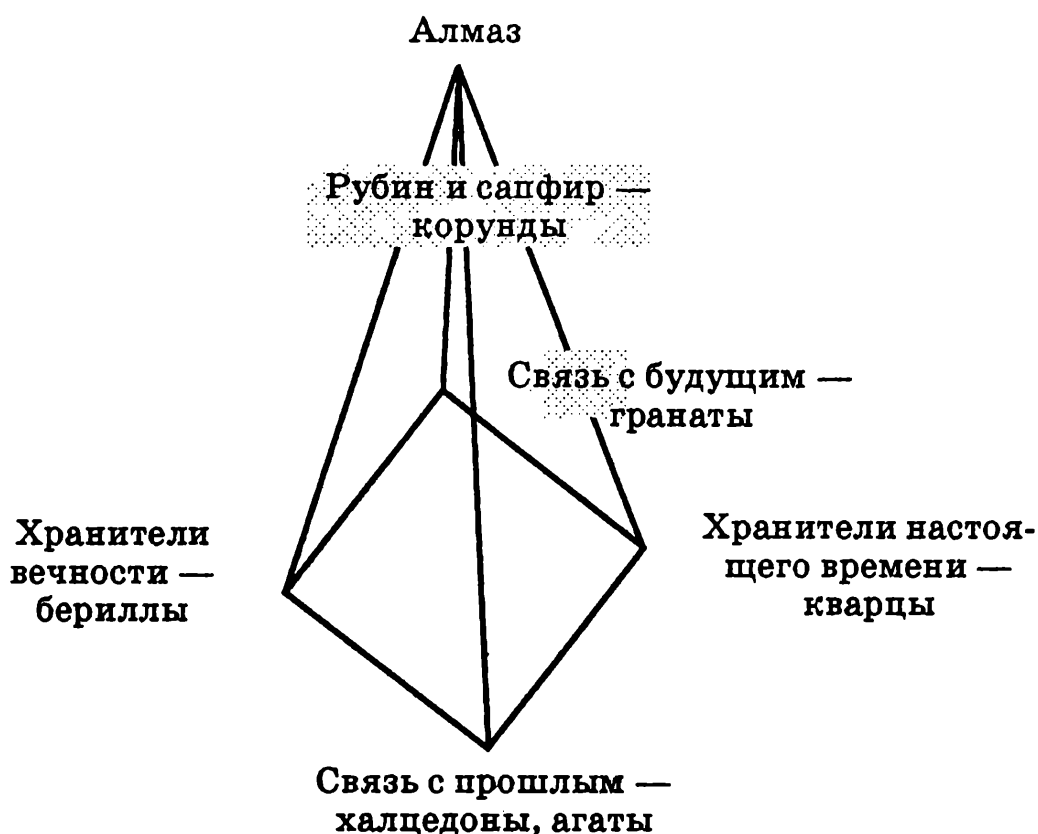 Алмаз
Рубин и сапфир —
корунды
Связь с будущим —
гранаты
Хранители
вечности —
бериллы
Хранители настоя-
щего времени —
кварцы
Связь с прошлым —
халцедоны, агаты